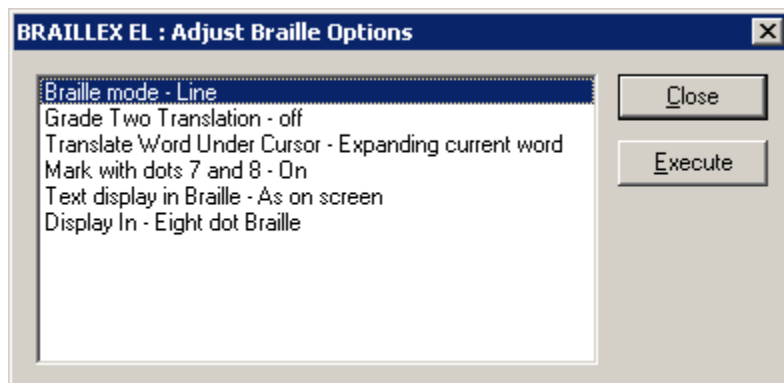 BRAILLEX EL : Adjust Braille Options
Braille mode - Line
Grade Two Translation - off
Translate Word Under Cursor - Expanding current word
Mark with dots 7 and 8 - On
Text display in Braille - As on screen
Display In - Eight dot Braille
Close
Execute